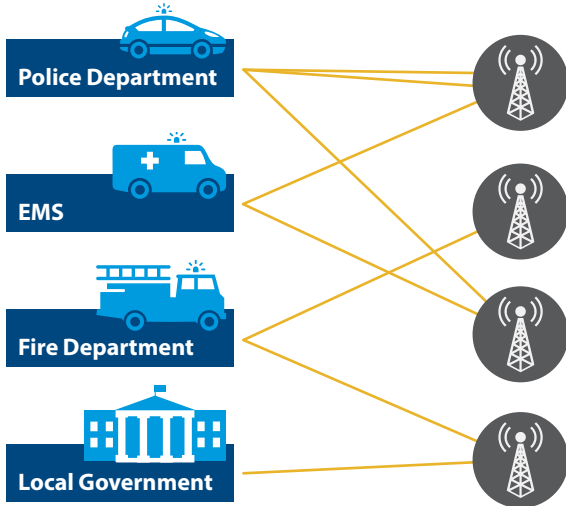 Police Department
EMS
Fire Department
Local Government